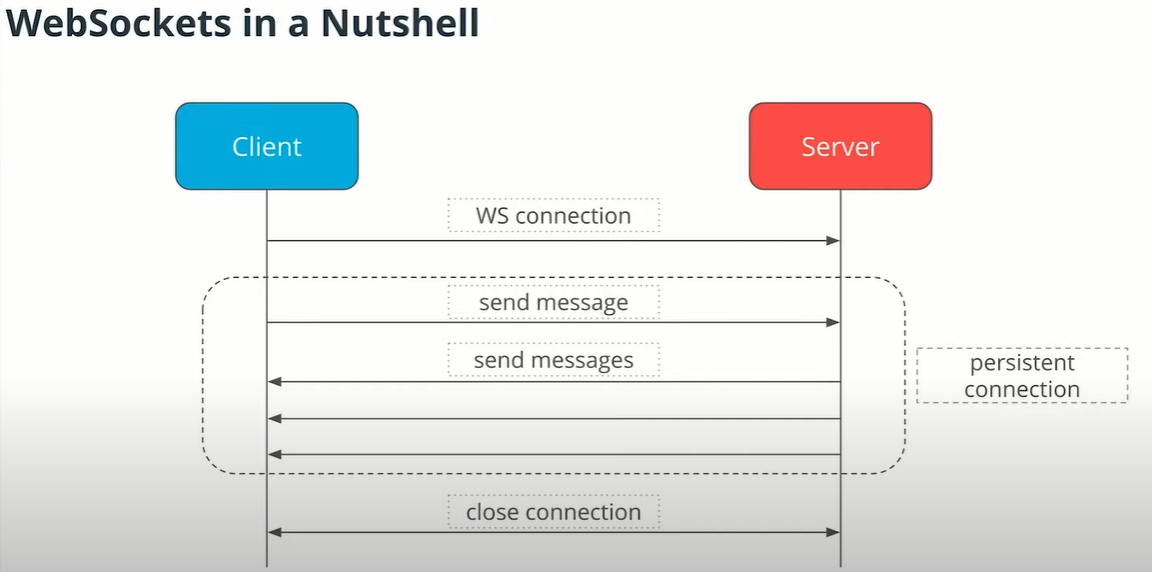 WebSockets in a Nutshell
Client
Server
WS connection
send message
send messages
persistent
connection
close connection